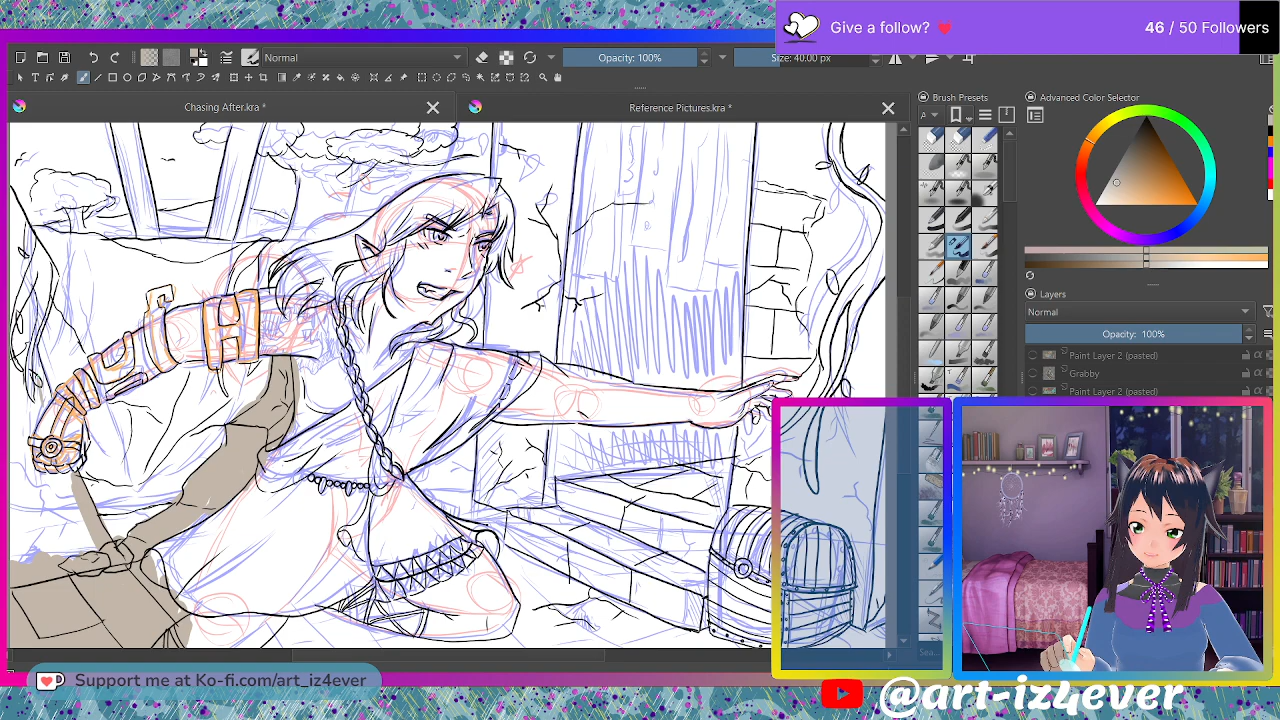 Give a follow?
46 / 50 Followers
Normal
Opacity: 100%
Size: 40.00 px
Chasing After.kra *
Reference Pictures.kra *
Brush Presets
Advanced Color Selector
A
Layers
Normal
Opacity: 100%
Paint Layer 2 (pasted)
Grabby
Paint Layer 2 (pasted)
Sea...
Support me at Ko-fi.com/art_iz4ever
@art-iz4ever